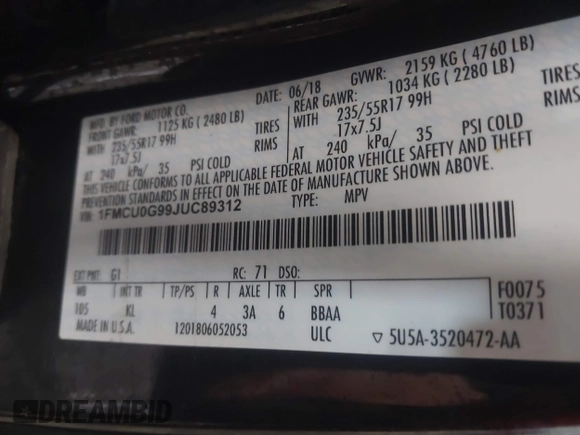 MFD. BY FORD MOTOR CO. DATE: 06/18 GVWR: 2159 KG ( 4760 LB)
FRONT GAWR: 1125 KG ( 2480 LB) REAR GAWR: 1034 KG ( 2280 LB)
WITH 235/55R17 99H TIRES WITH 235/55R17 99H TIRES
17x7.5J RIMS 17x7.5J RIMS
AT 240 kPa/ 35 PSI COLD AT 240 kPa/ 35 PSI COLD
THIS VEHICLE CONFORMS TO ALL APPLICABLE FEDERAL MOTOR VEHICLE SAFETY AND THEFT
PREVENTION STANDARDS IN EFFECT ON THE DATE OF MANUFACTURE SHOWN ABOVE.
VIN: 1FMCU0G99JUC89312 TYPE: MPV
EXT PNT: G1 RC: 71 DSO: F0075
WB INT TR TP/PS R AXLE TR SPR T0371
105 KL 4 3A 6 BBAA
MADE IN U.S.A. 1201806052053 ULC ▽ 5U5A-3520472-AA
DREAMBID